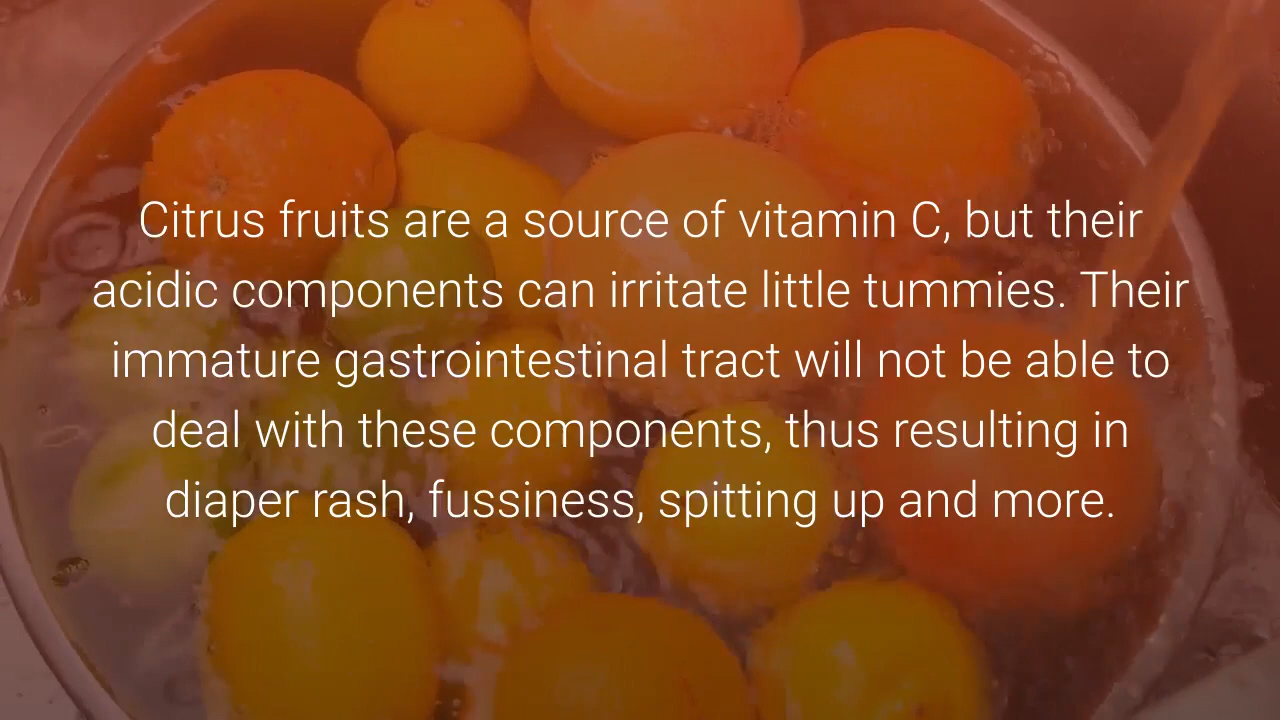 Citrus fruits are a source of vitamin C, but their
acidic components can irritate little tummies. Their
immature gastrointestinal tract will not be able to
deal with these components, thus resulting in
diaper rash, fussiness, spitting up and more.